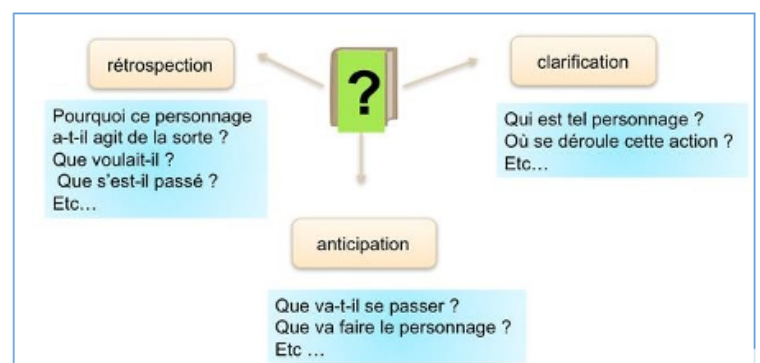 rétrospection
Pourquoi ce personnage
a-t-il agit de la sorte ?
Que voulait-il ?
Que s'est-il passé ?
Etc…
?
clarification
Qui est tel personnage ?
Où se déroule cette action ?
Etc…
anticipation
Que va-t-il se passer ?
Que va faire le personnage ?
Etc …